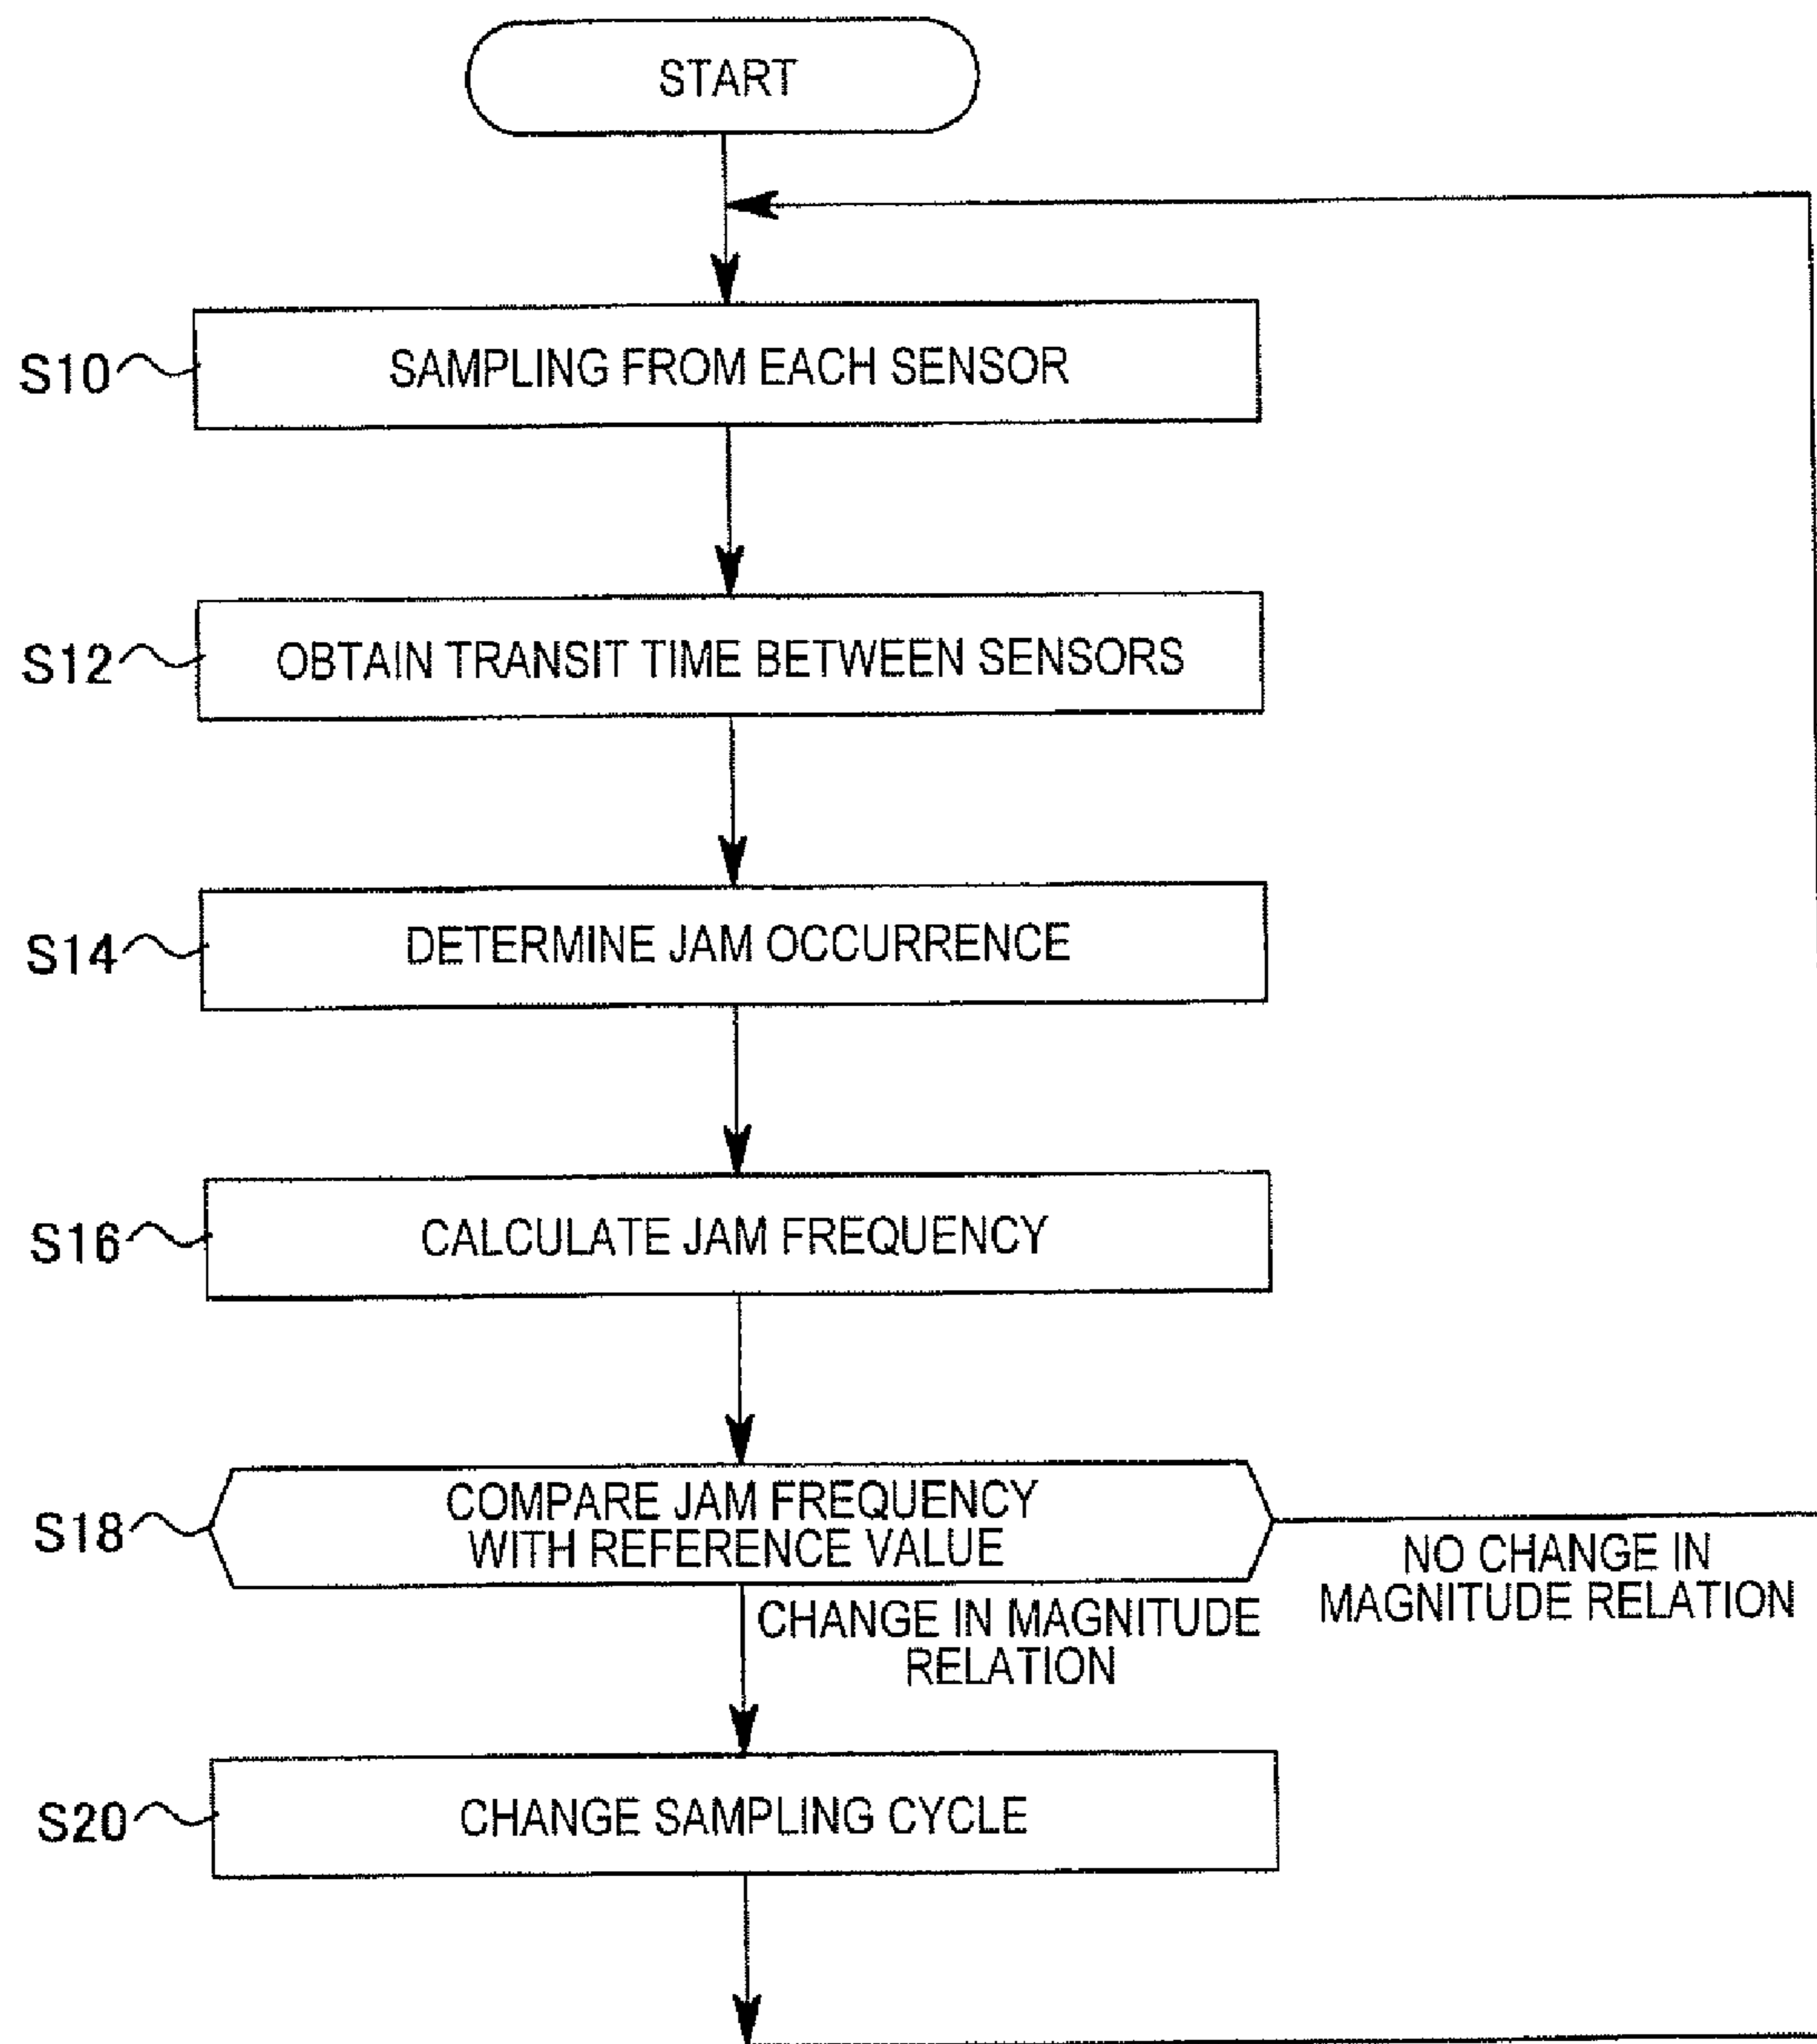 START
S10
SAMPLING FROM EACH SENSOR
S12
OBTAIN TRANSIT TIME BETWEEN SENSORS
S14
DETERMINE JAM OCCURRENCE
S16
CALCULATE JAM FREQUENCY
S18
COMPARE JAM FREQUENCY
WITH REFERENCE VALUE
NO CHANGE IN
MAGNITUDE RELATION
CHANGE IN MAGNITUDE
RELATION
S20
CHANGE SAMPLING CYCLE